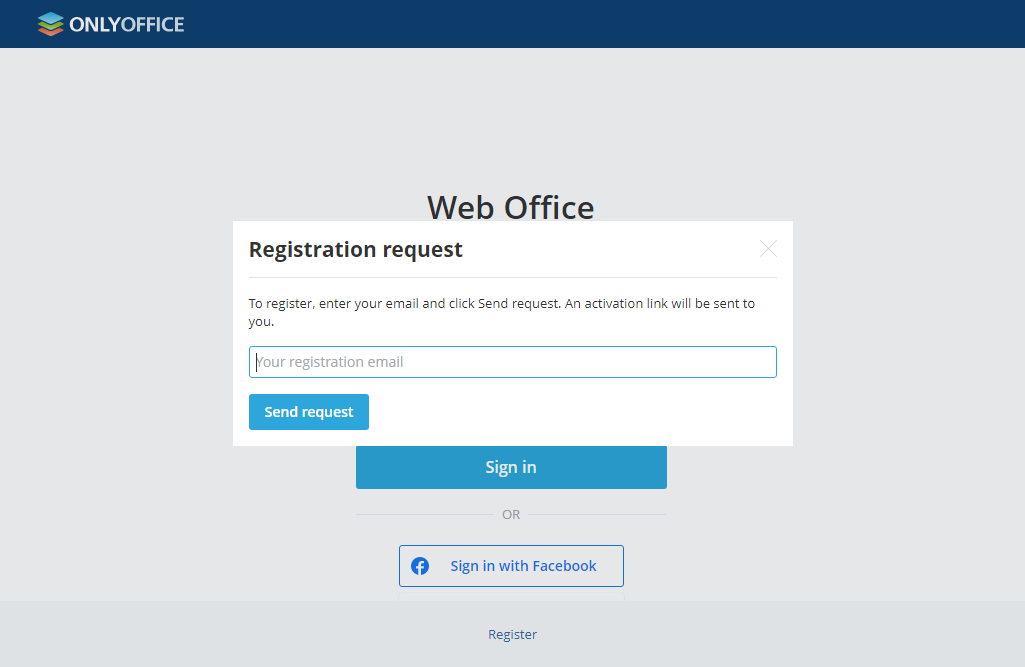 ONLYOFFICE
Web Office
Registration request
To register, enter your email and click Send request. An activation link will be sent to
you.
Your registration email
Send request
Sign in
OR
Sign in with Facebook
Register